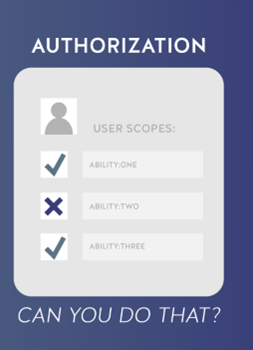 AUTHORIZATION
USER SCOPES:
ABILITY:ONE
ABILITY:TWO
ABILITY:THREE
CAN YOU DO THAT?